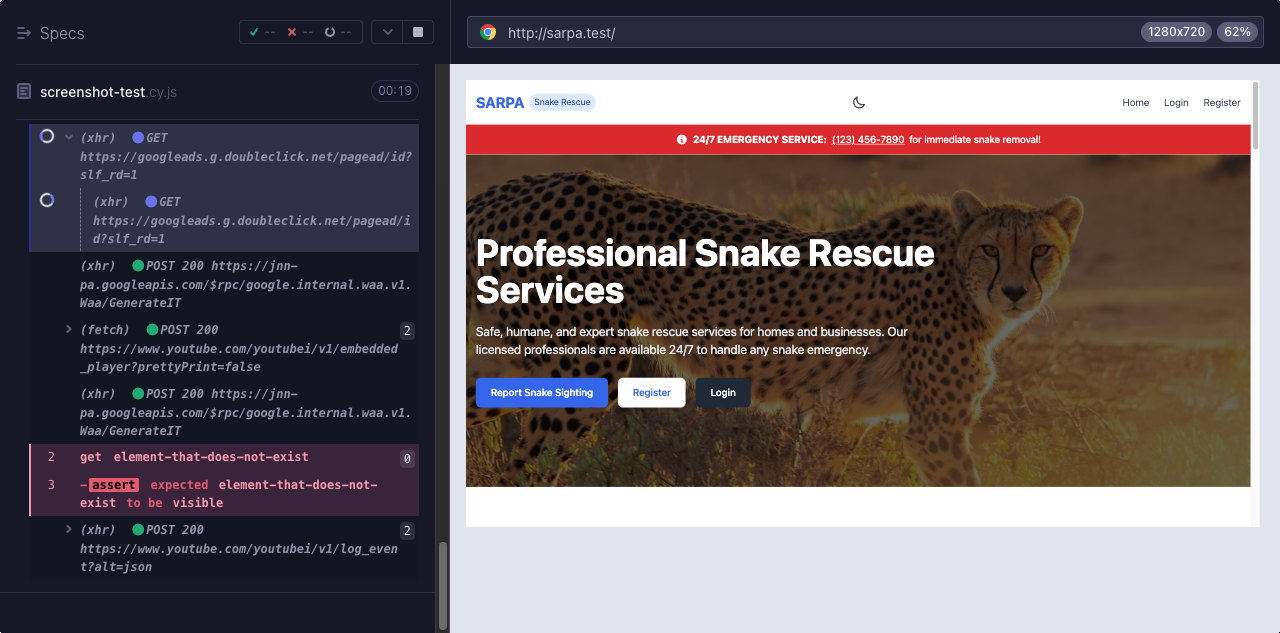 Specs
-- -- --
http://sarpa.test/
1280x720
62%
screenshot-test.cy.js
00:19
(xhr) GET
https://googleads.g.doubleclick.net/pagead/id?
slf_rd=1
(xhr) GET
https://googleads.g.doubleclick.net/pagead/i
d?slf_rd=1
(xhr) POST 200 https://jnn-
pa.googleapis.com/$rpc/google.internal.waa.v1.
Waa/GenerateIT
(fetch) POST 200 2
https://www.youtube.com/youtubei/v1/embedded
_player?prettyPrint=false
(xhr) POST 200 https://jnn-
pa.googleapis.com/$rpc/google.internal.waa.v1.
Waa/GenerateIT
2 get element-that-does-not-exist 0
3 -assert expected element-that-does-not-
exist to be visible
(xhr) POST 200 2
https://www.youtube.com/youtubei/v1/log_even
t?alt=json
SARPA Snake Rescue
Home Login Register
24/7 EMERGENCY SERVICE: (123) 456-7890 for immediate snake removal!
Professional Snake Rescue
Services
Safe, humane, and expert snake rescue services for homes and businesses. Our
licensed professionals are available 24/7 to handle any snake emergency.
Report Snake Sighting Register Login